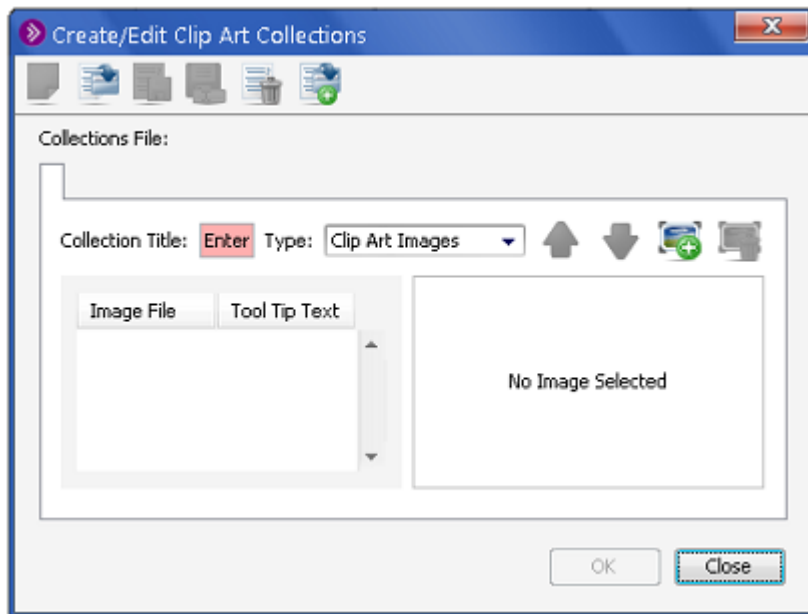 Create/Edit Clip Art Collections
Collections File:
Collection Title: Enter Type: Clip Art Images
Image File Tool Tip Text
No Image Selected
OK Close